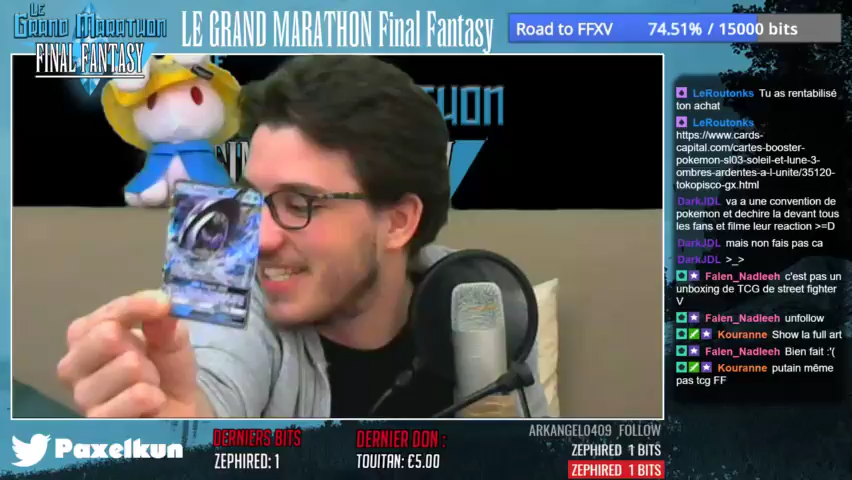 LE
GRAND MARATHON
FINAL FANTASY
LE GRAND MARATHON Final Fantasy
Road to FFXV 74.51% / 15000 bits
LeRoutonks Tu as rentabilisé
ton achat
LeRoutonks
https://www.cards-
capital.com/cartes-booster-
pokemon-sl03-soleil-et-lune-3-
ombres-ardentes-a-l-unite/35120-
tokopisco-gx.html
DarkJDL va a une convention de
pokemon et dechire la devant tous
les fans et filme leur reaction >=D
DarkJDL mais non fais pas ca
DarkJDL >_>
Falen_Nadleeh c'est pas un
unboxing de TCG de street fighter
V
Falen_Nadleeh unfollow
Kouranne Show la full art
Falen_Nadleeh Bien fait :'(
Kouranne putain même
pas tcg FF
Paxelkun
DERNIERS BITS
ZEPHIRED: 1
DERNIER DON :
TOUITAN: €5.00
ARKANGEL0409 FOLLOW
ZEPHIRED 1 BITS
ZEPHIRED 1 BITS